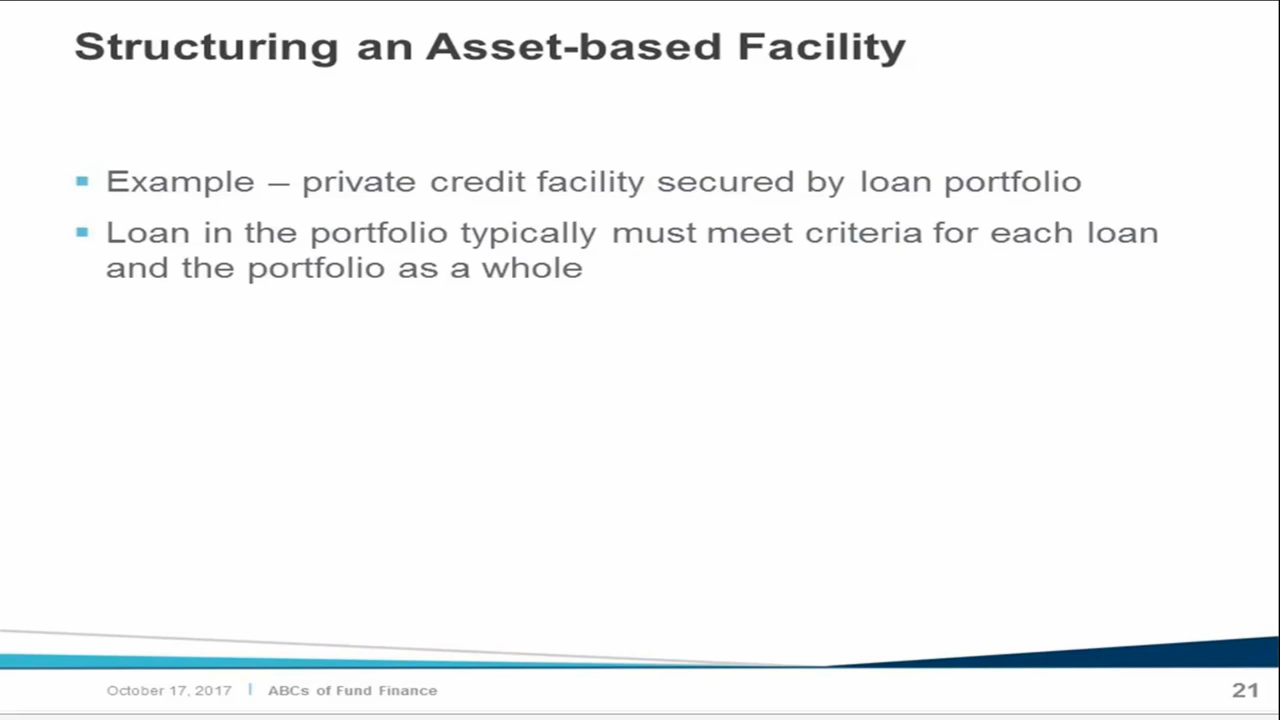 Structuring an Asset-based Facility
Example – private credit facility secured by loan portfolio
Loan in the portfolio typically must meet criteria for each loan
and the portfolio as a whole
October 17, 2017 | ABCs of Fund Finance
21